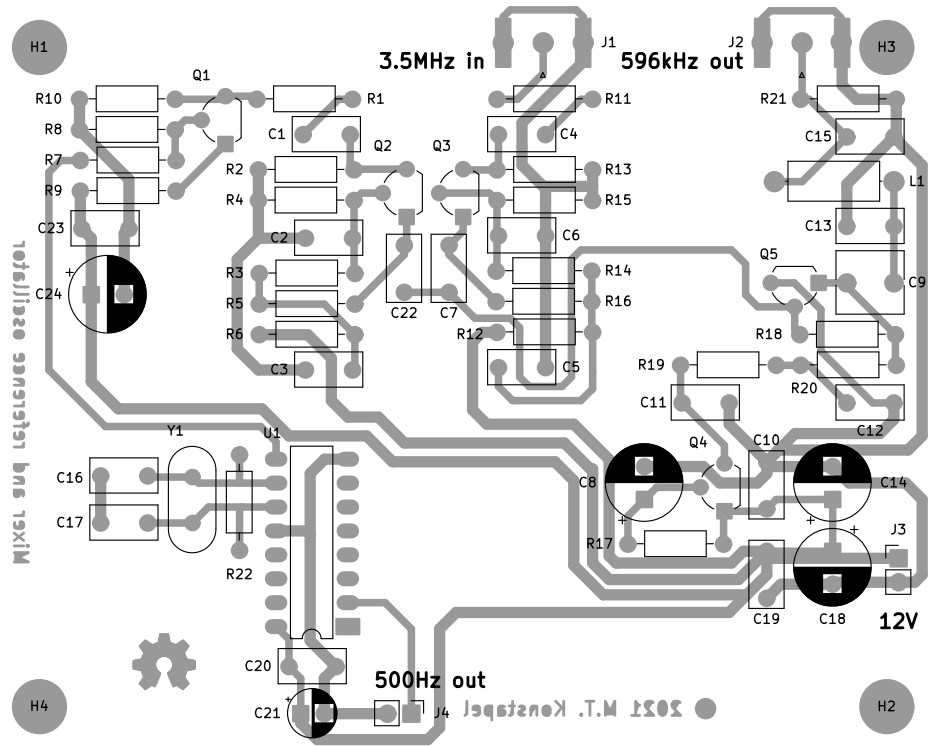 H1
J1
J2
H3
3.5MHz in
596kHz out
Q1
R10
R1
R11
R21
R8
C1
C4
C15
Q2
Q3
R7
R2
R13
R9
R4
R15
L1
C23
C2
C6
C13
Q5
R3
R14
C24
C9
R5
C22
C7
R16
R6
R12
R18
C3
C5
R19
R20
C11
Mixer and reference oscillator
Y1
U1
C12
Q4
C10
C16
C8
C14
+
C17
+
+
J3
R17
R22
C19
C18
12V
C20
500Hz out
H4
C21
J4
© 2021 M.T. Konstapel
H2
+